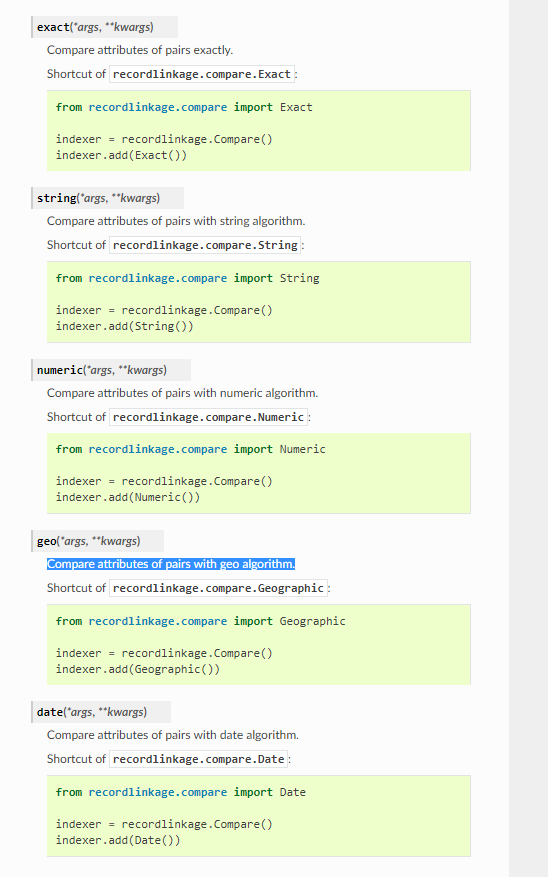 exact(*args, **kwargs)
Compare attributes of pairs exactly.
Shortcut of recordlinkage.compare.Exact:
from recordlinkage.compare import Exact
indexer = recordlinkage.Compare()
indexer.add(Exact())
string(*args, **kwargs)
Compare attributes of pairs with string algorithm.
Shortcut of recordlinkage.compare.String:
from recordlinkage.compare import String
indexer = recordlinkage.Compare()
indexer.add(String())
numeric(*args, **kwargs)
Compare attributes of pairs with numeric algorithm.
Shortcut of recordlinkage.compare.Numeric:
from recordlinkage.compare import Numeric
indexer = recordlinkage.Compare()
indexer.add(Numeric())
geo(*args, **kwargs)
Compare attributes of pairs with geo algorithm.
Shortcut of recordlinkage.compare.Geographic:
from recordlinkage.compare import Geographic
indexer = recordlinkage.Compare()
indexer.add(Geographic())
date(*args, **kwargs)
Compare attributes of pairs with date algorithm.
Shortcut of recordlinkage.compare.Date:
from recordlinkage.compare import Date
indexer = recordlinkage.Compare()
indexer.add(Date())